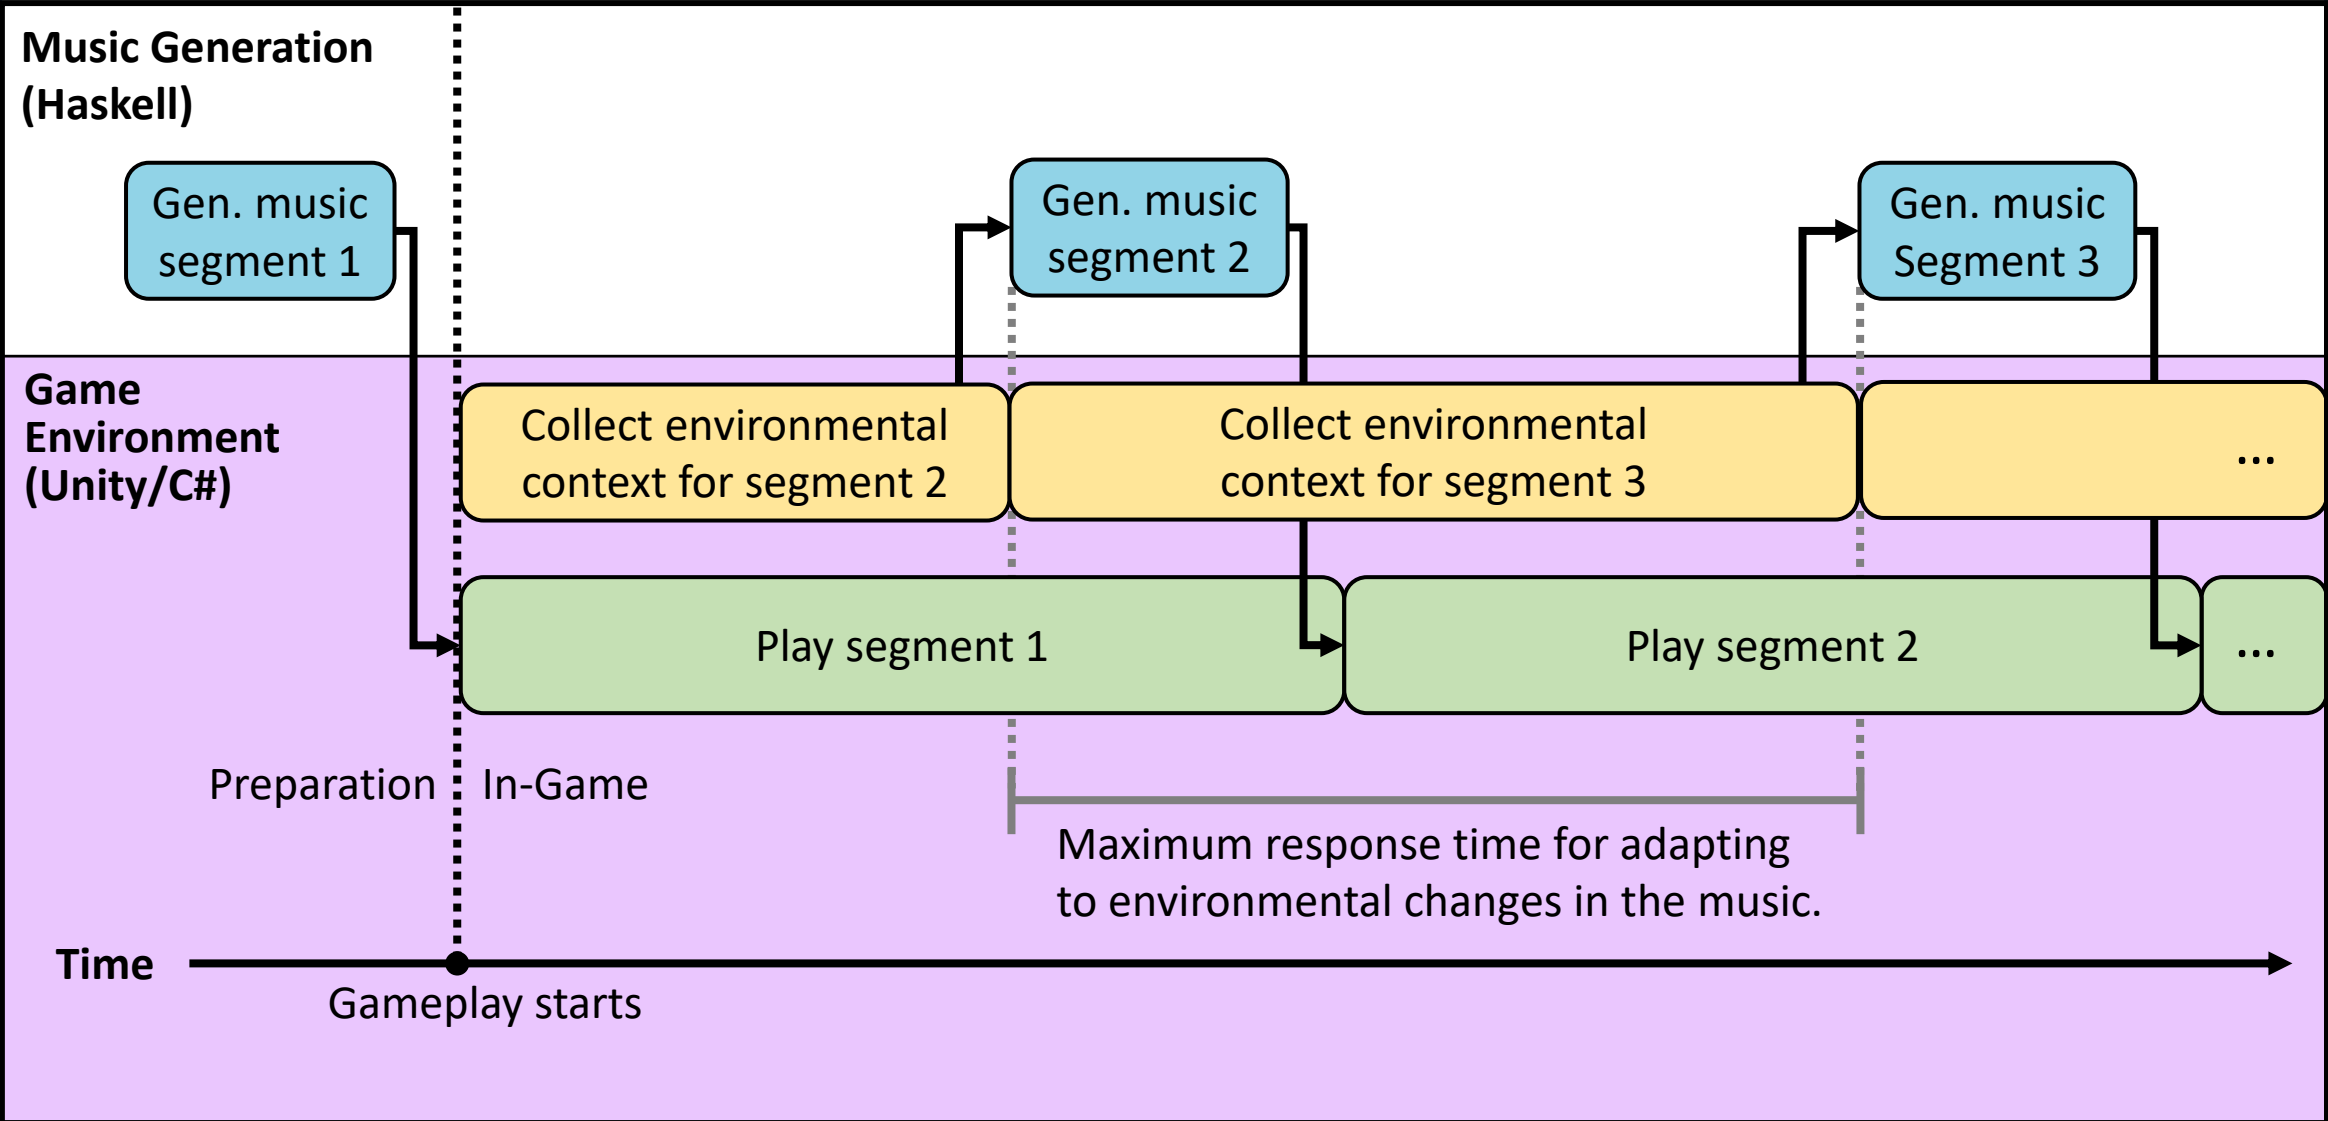 Music Generation
(Haskell)
Gen. music
segment 1
Gen. music
segment 2
Gen. music
Segment 3
Game
Environment
(Unity/C#)
Collect environmental
context for segment 2
Collect environmental
context for segment 3
...
Play segment 1
Play segment 2
...
Preparation
In-Game
Maximum response time for adapting
to environmental changes in the music.
Time
Gameplay starts